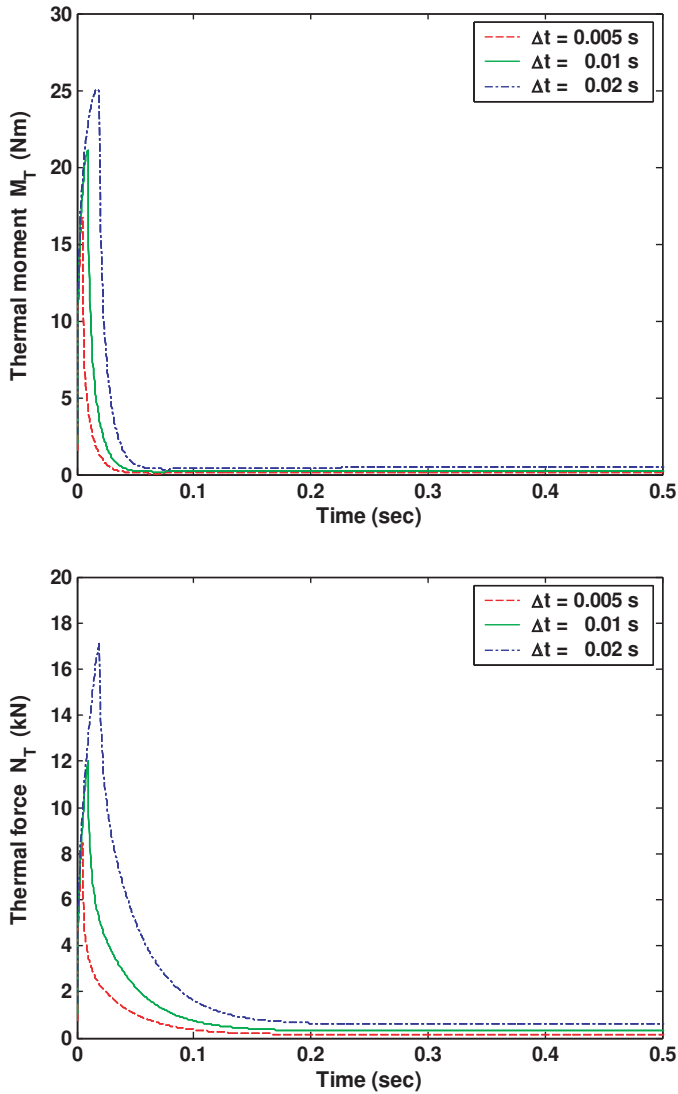 30
25
20
15
10
5
0
Thermal moment M_T (Nm)
Δt = 0.005 s
Δt = 0.01 s
Δt = 0.02 s
0 0.1 0.2 0.3 0.4 0.5
Time (sec)
20
18
16
14
12
10
8
6
4
2
0
Thermal force N_T (kN)
Δt = 0.005 s
Δt = 0.01 s
Δt = 0.02 s
0 0.1 0.2 0.3 0.4 0.5
Time (sec)